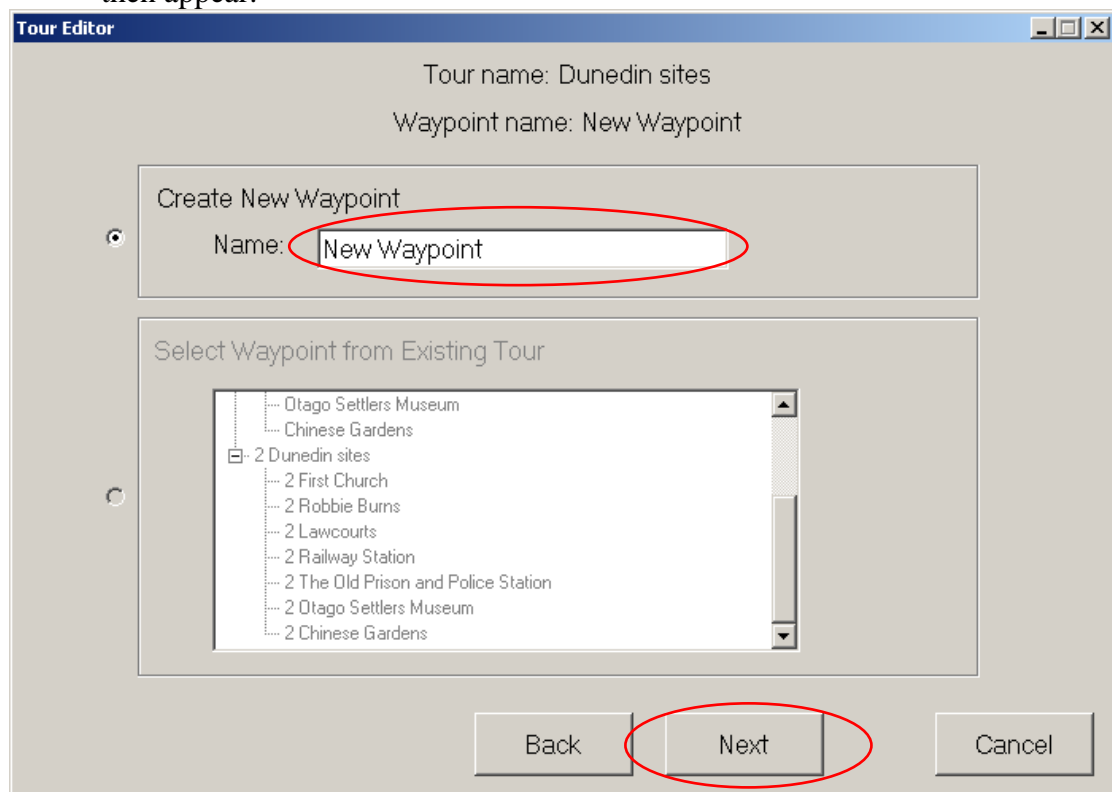 then appear.
Tour Editor
Tour name: Dunedin sites
Waypoint name: New Waypoint
Create New Waypoint
Name: New Waypoint
Select Waypoint from Existing Tour
Otago Settlers Museum
Chinese Gardens
2 Dunedin sites
2 First Church
2 Robbie Burns
2 Lawcourts
2 Railway Station
2 The Old Prison and Police Station
2 Otago Settlers Museum
2 Chinese Gardens
Back Next Cancel